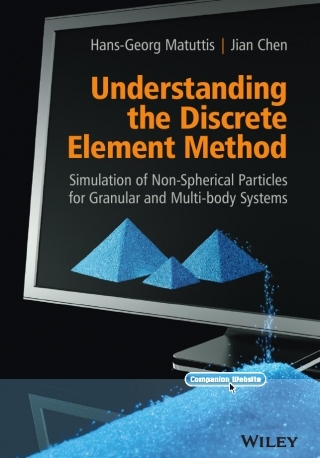 Hans-Georg Matuttis | Jian Chen
Understanding
the Discrete
Element Method
Simulation of Non-Spherical Particles
for Granular and Multi-body Systems
Companion Website
WILEY